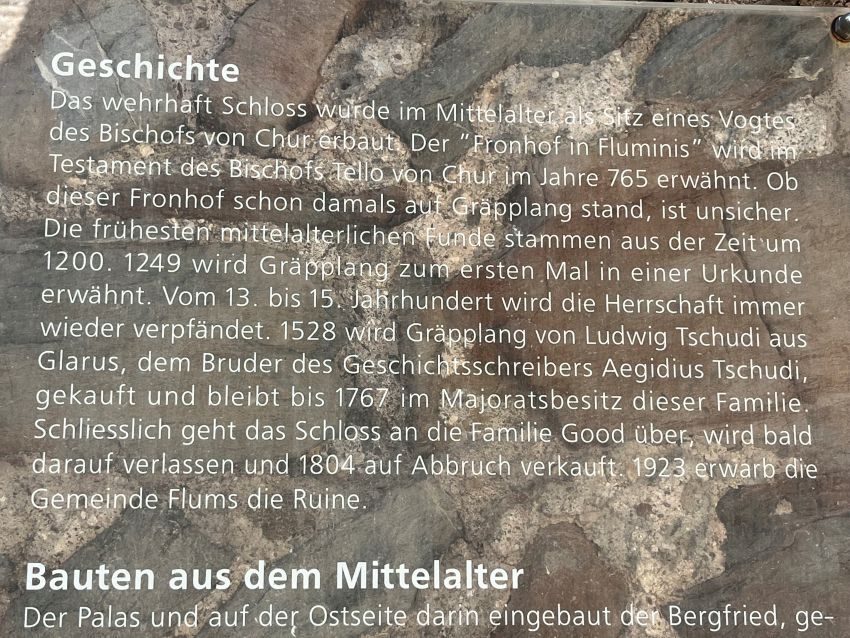 Geschichte
Das wehrhaft Schloss wurde im Mittelalter als Sitz eines Vogtes
des Bischofs von Chur erbaut. Der "Fronhof in Fluminis" wird im
Testament des Bischofs Tello von Chur im Jahre 765 erwähnt. Ob
dieser Fronhof schon damals auf Gräpplang stand, ist unsicher.
Die frühesten mittelalterlichen Funde stammen aus der Zeit um
1200. 1249 wird Gräpplang zum ersten Mal in einer Urkunde
erwähnt. Vom 13. bis 15. Jahrhundert wird die Herrschaft immer
wieder verpfändet. 1528 wird Gräpplang von Ludwig Tschudi aus
Glarus, dem Bruder des Geschichtsschreibers Aegidius Tschudi,
gekauft und bleibt bis 1767 im Majoratsbesitz dieser Familie.
Schliesslich geht das Schloss an die Familie Good über, wird bald
darauf verlassen und 1804 auf Abbruch verkauft. 1923 erwarb die
Gemeinde Flums die Ruine.
Bauten aus dem Mittelalter
Der Palas und auf der Ostseite darin eingebaut der Bergfried, ge-